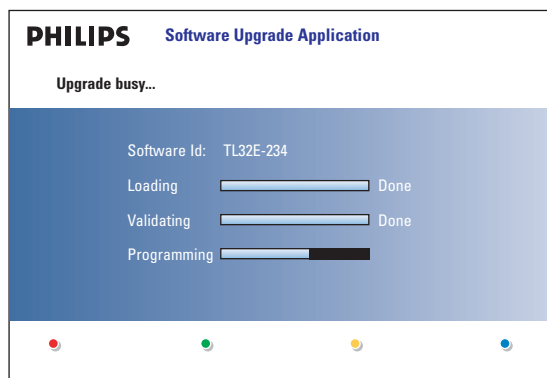 PHILIPS Software Upgrade Application
Upgrade busy...
Software Id: TL32E-234
Loading Done
Validating Done
Programming